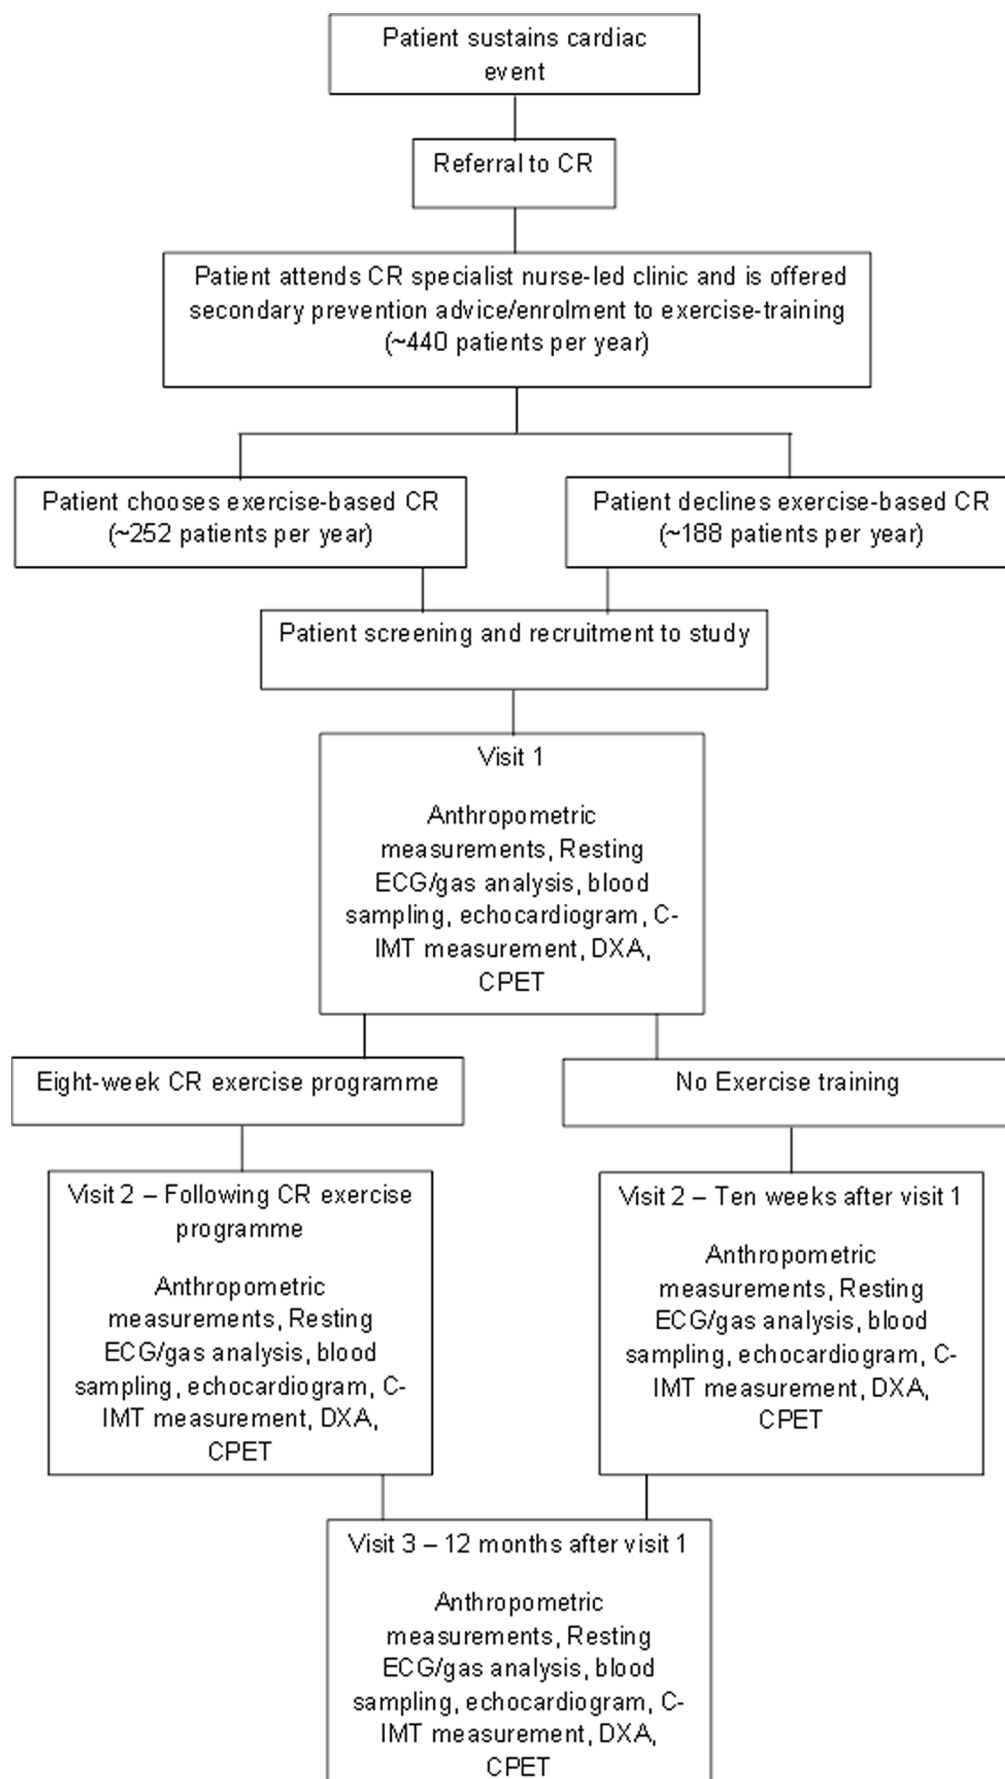 Patient sustains cardiac
event
Referral to CR
Patient attends CR specialist nurse-led clinic and is offered
secondary prevention advice/enrolment to exercise-training
(~440 patients per year)
Patient chooses exercise-based CR
(~252 patients per year)
Patient declines exercise-based CR
(~188 patients per year)
Patient screening and recruitment to study
Visit 1
Anthropometric
measurements, Resting
ECG/gas analysis, blood
sampling, echocardiogram, C-
IMT measurement, DXA,
CPET
Eight-week CR exercise programme
No Exercise training
Visit 2 – Following CR exercise
programme
Anthropometric
measurements, Resting
ECG/gas analysis, blood
sampling, echocardiogram, C-
IMT measurement, DXA,
CPET
Visit 2 – Ten weeks after visit 1
Anthropometric
measurements, Resting
ECG/gas analysis, blood
sampling, echocardiogram, C-
IMT measurement, DXA,
CPET
Visit 3 – 12 months after visit 1
Anthropometric
measurements, Resting
ECG/gas analysis, blood
sampling, echocardiogram, C-
IMT measurement, DXA,
CPET